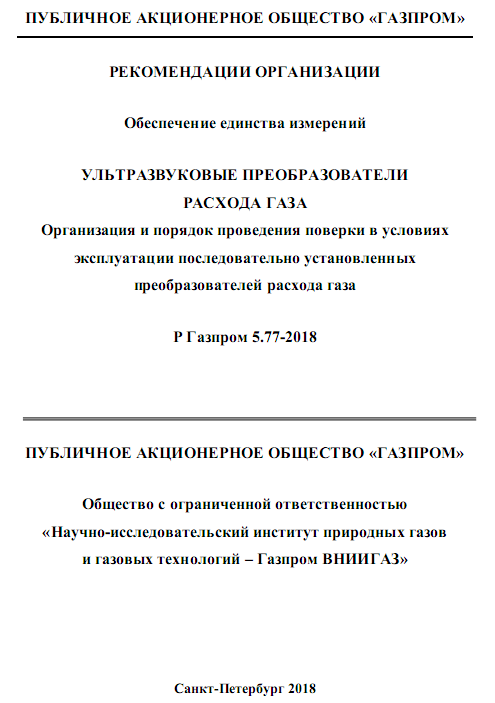 ПУБЛИЧНОЕ АКЦИОНЕРНОЕ ОБЩЕСТВО «ГАЗПРОМ»
РЕКОМЕНДАЦИИ ОРГАНИЗАЦИИ
Обеспечение единства измерений
УЛЬТРАЗВУКОВЫЕ ПРЕОБРАЗОВАТЕЛИ
РАСХОДА ГАЗА
Организация и порядок проведения поверки в условиях
эксплуатации последовательно установленных
преобразователей расхода газа
Р Газпром 5.77-2018
ПУБЛИЧНОЕ АКЦИОНЕРНОЕ ОБЩЕСТВО «ГАЗПРОМ»
Общество с ограниченной ответственностью
«Научно-исследовательский институт природных газов
и газовых технологий – Газпром ВНИИГАЗ»
Санкт-Петербург 2018